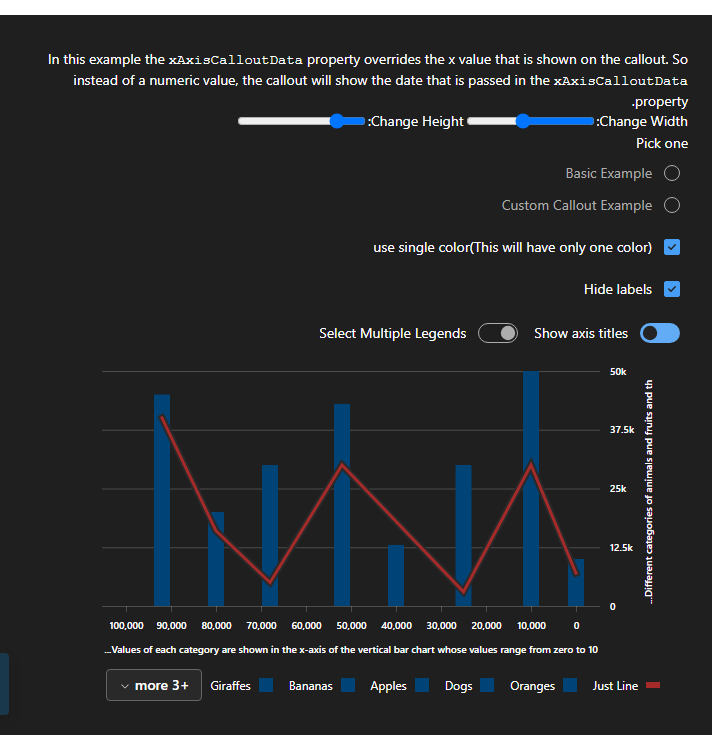 In this example the xAxisCalloutData property overrides the x value that is shown on the callout. So
instead of a numeric value, the callout will show the date that is passed in the xAxisCalloutData
.property
:Change Width
:Change Height
Pick one
Basic Example
Custom Callout Example
use single color(This will have only one color)
Hide labels
Show axis titles
Select Multiple Legends
50k
37.5k
25k
12.5k
0
...Different categories of animals and fruits and th
100,000 90,000 80,000 70,000 60,000 50,000 40,000 30,000 20,000 10,000 0
...Values of each category are shown in the x-axis of the vertical bar chart whose values range from zero to 10
more 3+ Giraffes Bananas Apples Dogs Oranges Just Line